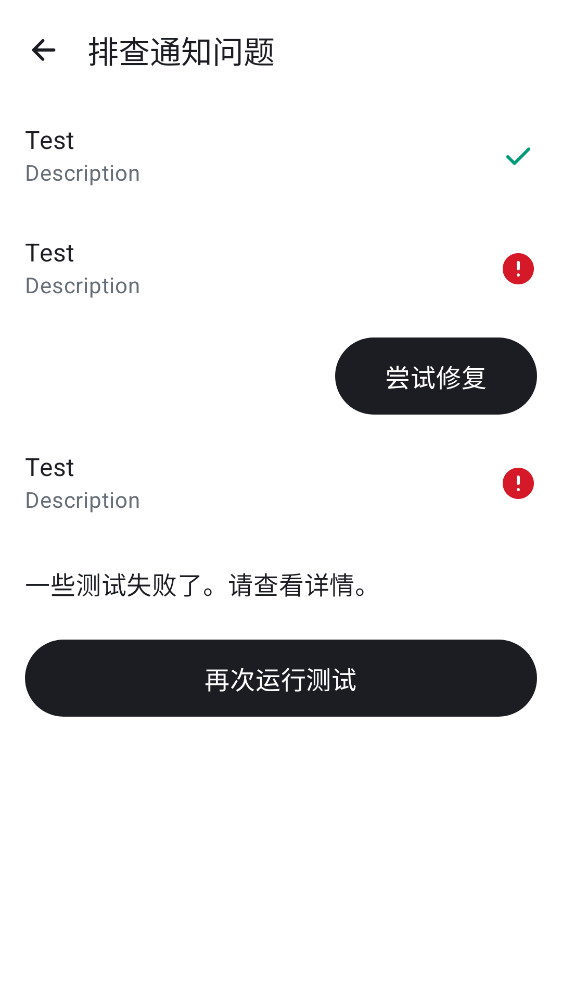 排查通知问题
Test
Description
Test
Description
尝试修复
Test
Description
一些测试失败了。请查看详情。
再次运行测试